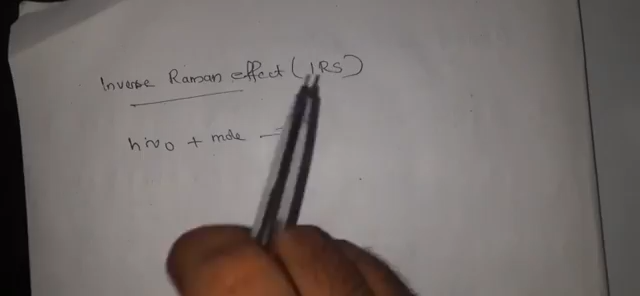 Inverse Raman effect (IRS)
hν0 + mole —